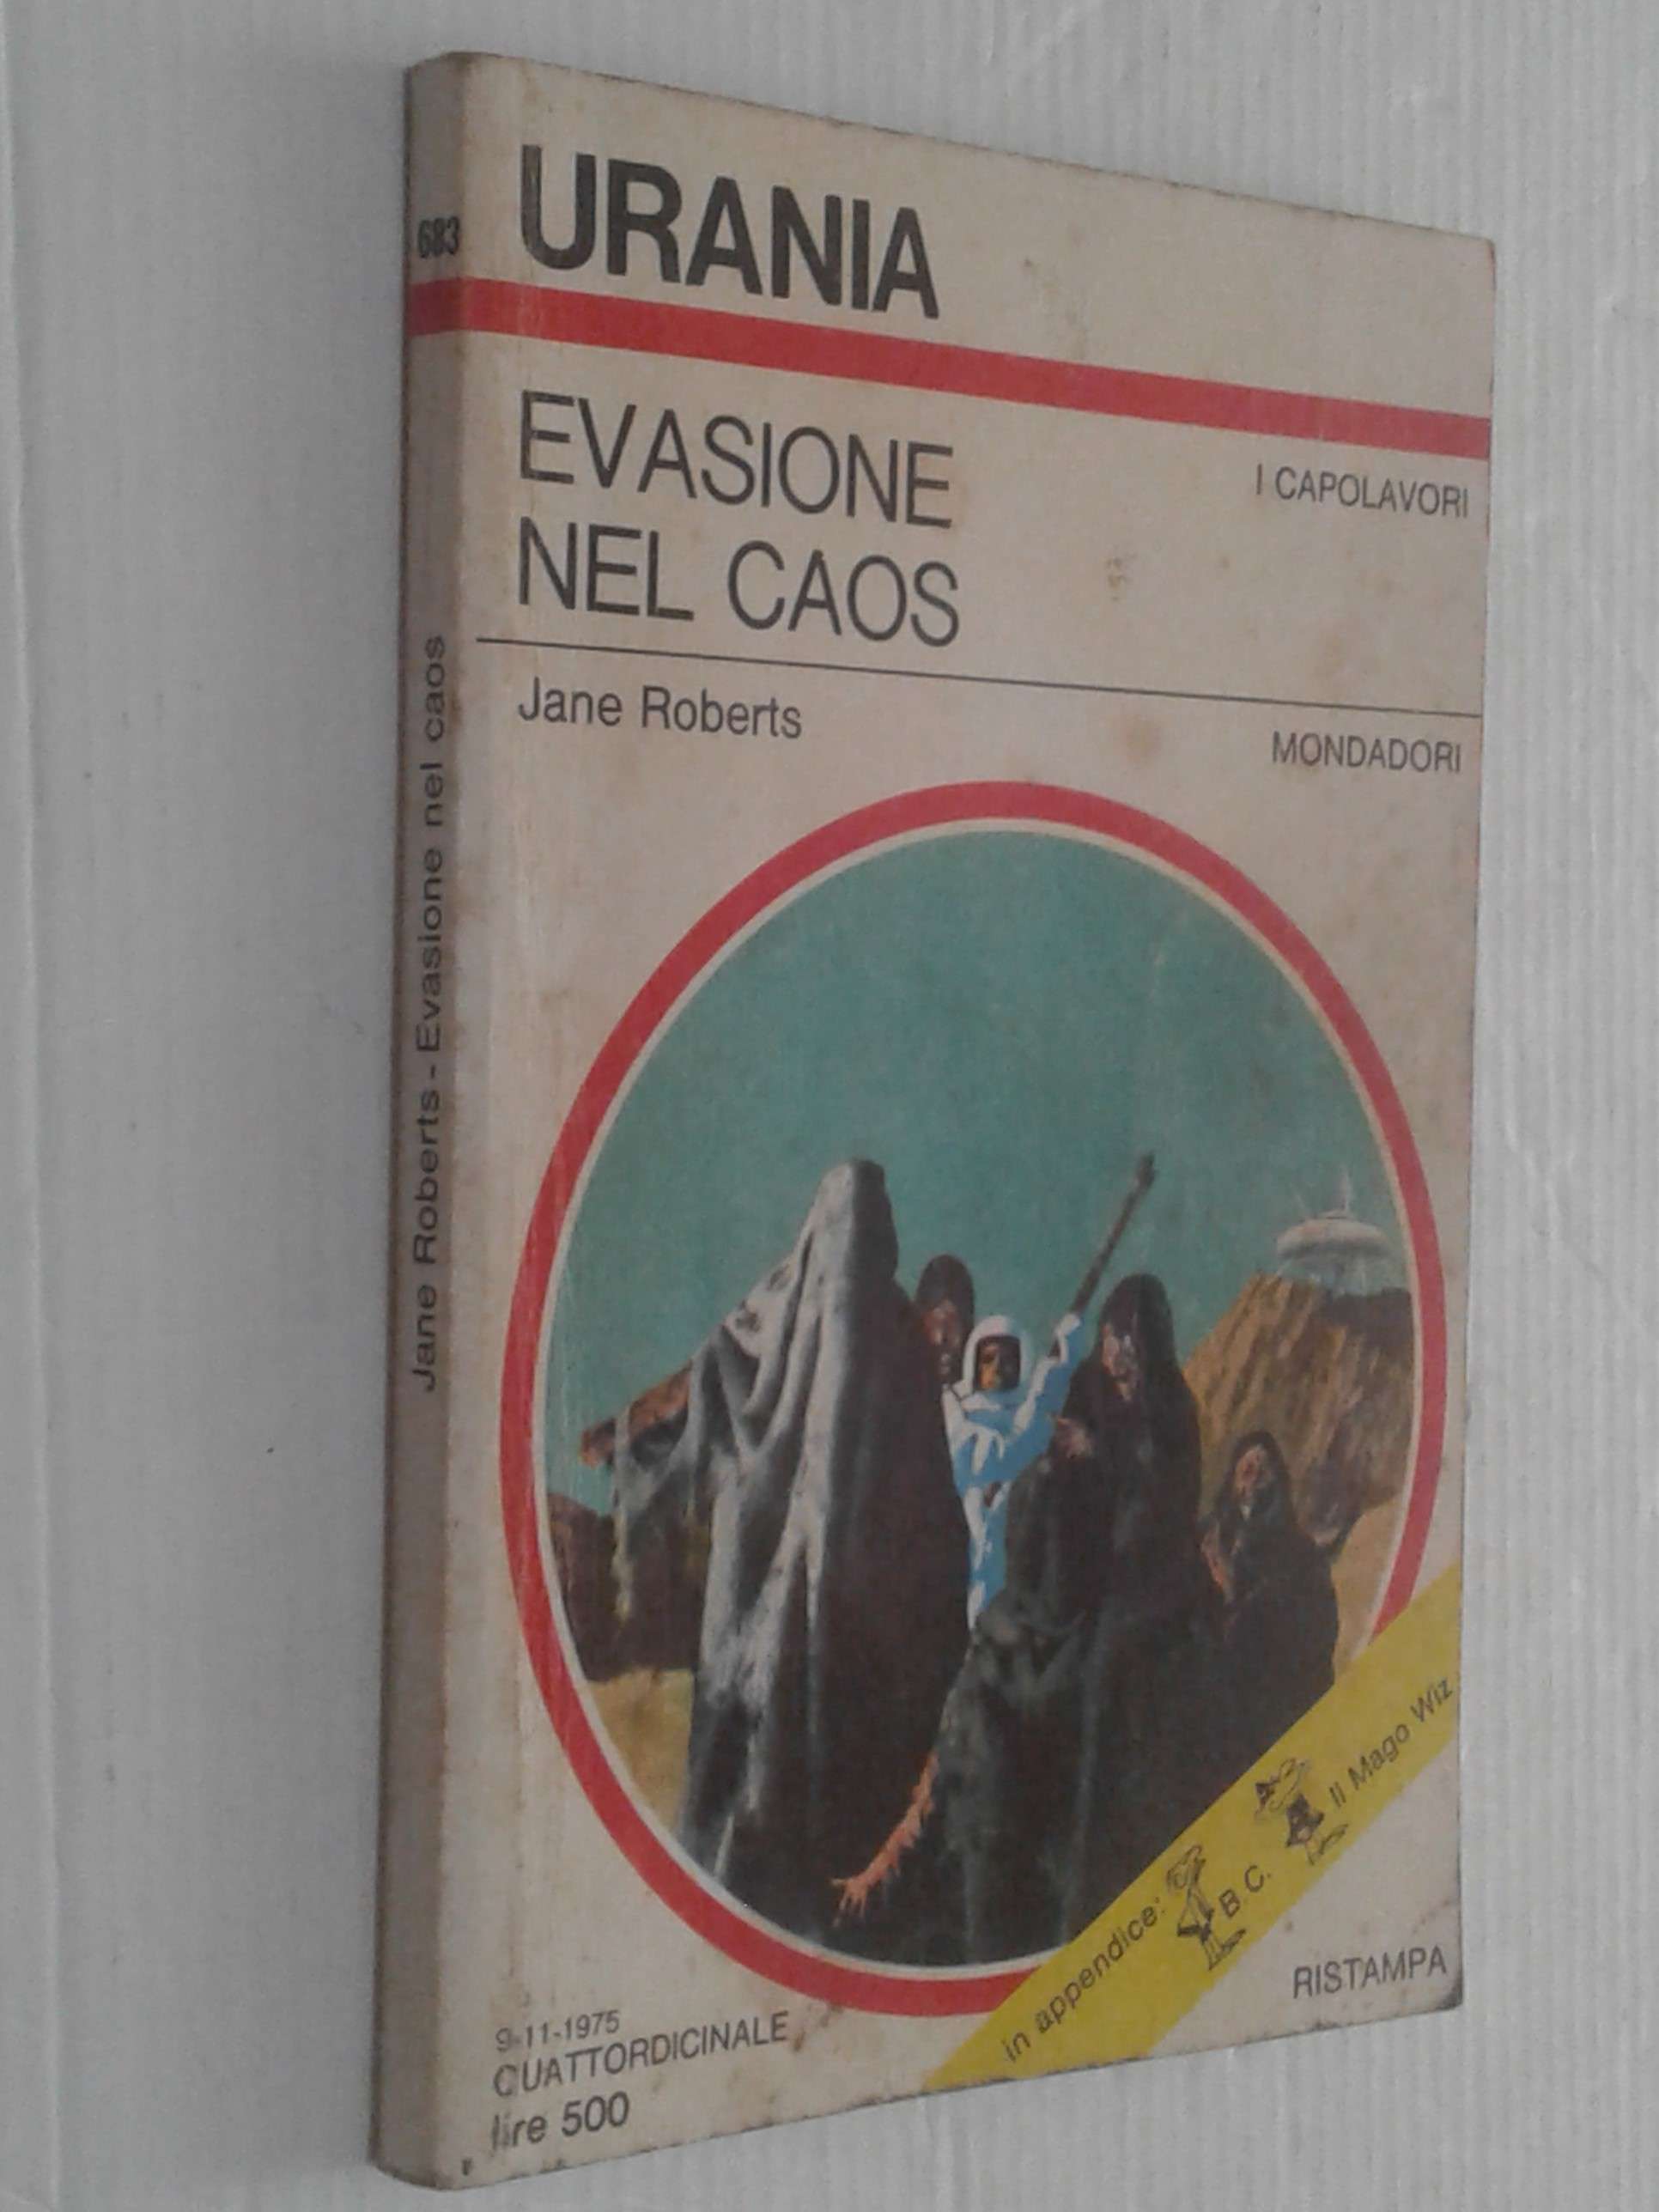 683
URANIA
EVASIONE
NEL CAOS
I CAPOLAVORI
Jane Roberts
MONDADORI
Jane Roberts - Evasione nel caos
in appendice: B.C. Il Mago Wiz
9-11-1975
QUATTORDICINALE
lire 500
RISTAMPA